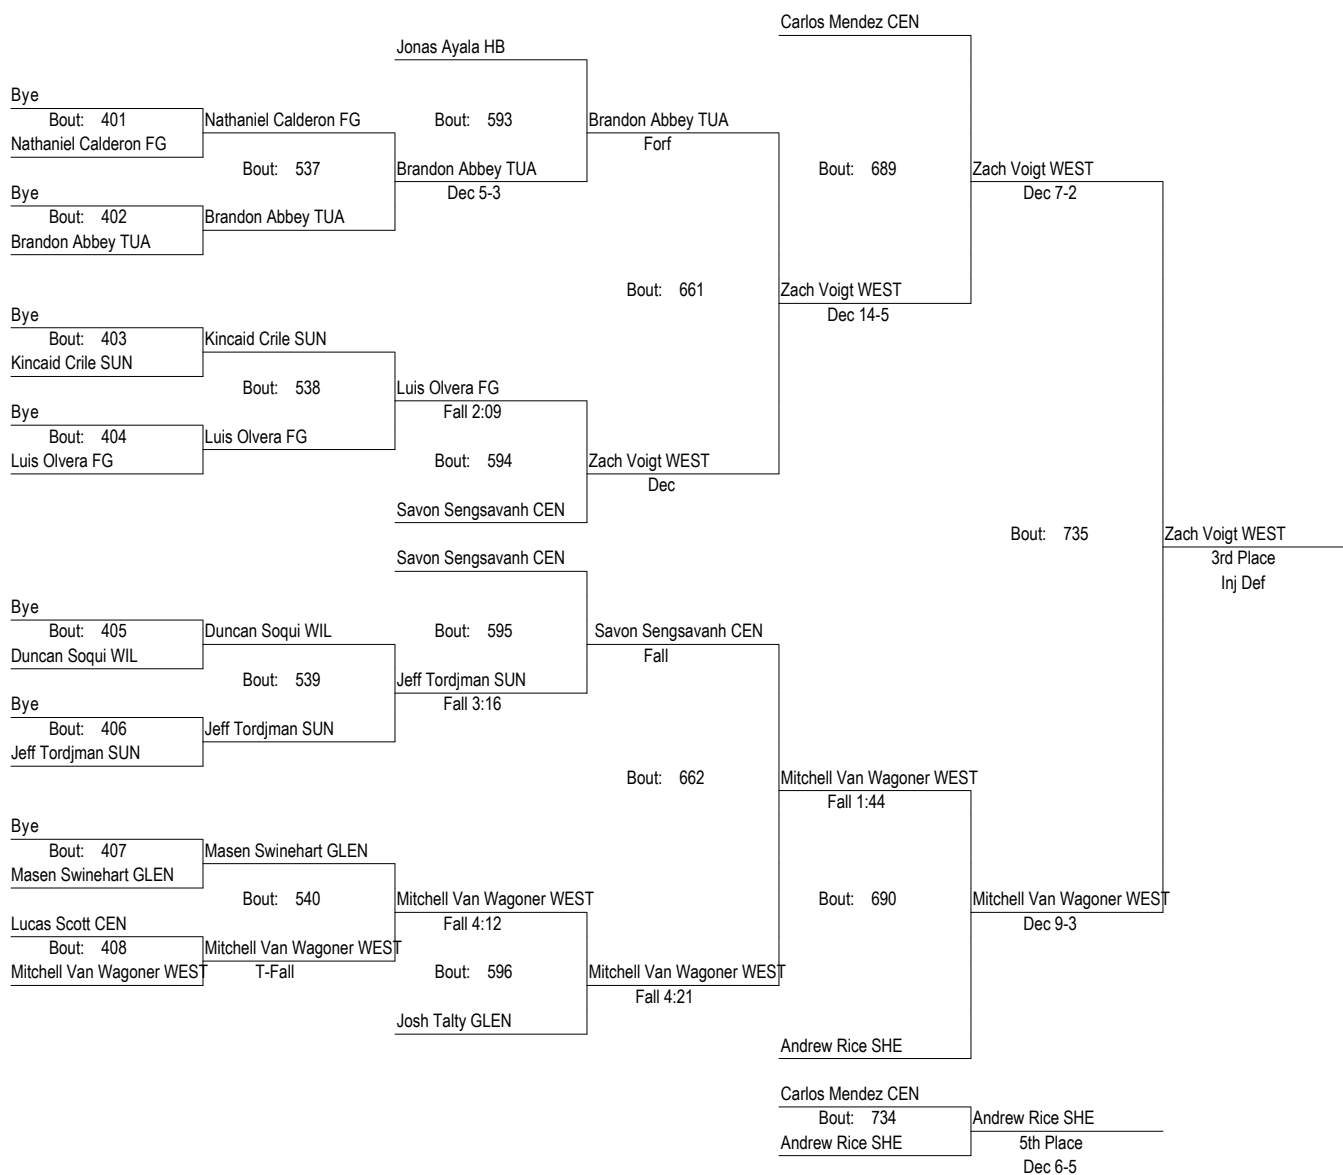 Carlos Mendez CEN
Jonas Ayala HB
Bye
Bout: 401
Nathaniel Calderon FG
Nathaniel Calderon FG
Bout: 593
Brandon Abbey TUA
Forf
Bout: 537
Brandon Abbey TUA
Dec 5-3
Bout: 689
Zach Voigt WEST
Dec 7-2
Bye
Bout: 402
Brandon Abbey TUA
Brandon Abbey TUA
Bout: 661
Zach Voigt WEST
Dec 14-5
Bye
Bout: 403
Kincaid Crile SUN
Kincaid Crile SUN
Bout: 538
Luis Olvera FG
Fall 2:09
Bye
Bout: 404
Luis Olvera FG
Luis Olvera FG
Bout: 594
Zach Voigt WEST
Dec
Savon Sengsavanh CEN
Bout: 735
Zach Voigt WEST
3rd Place
Inj Def
Savon Sengsavanh CEN
Bye
Bout: 405
Duncan Soqui WIL
Duncan Soqui WIL
Bout: 595
Savon Sengsavanh CEN
Fall
Bout: 539
Jeff Tordjman SUN
Fall 3:16
Bye
Bout: 406
Jeff Tordjman SUN
Jeff Tordjman SUN
Bout: 662
Mitchell Van Wagoner WEST
Fall 1:44
Bye
Bout: 407
Masen Swinehart GLEN
Masen Swinehart GLEN
Bout: 540
Mitchell Van Wagoner WEST
Fall 4:12
Bout: 690
Mitchell Van Wagoner WEST
Dec 9-3
Lucas Scott CEN
Bout: 408
Mitchell Van Wagoner WEST
Mitchell Van Wagoner WEST
T-Fall
Bout: 596
Mitchell Van Wagoner WEST
Fall 4:21
Josh Talty GLEN
Andrew Rice SHE
Carlos Mendez CEN
Bout: 734
Andrew Rice SHE
Andrew Rice SHE
5th Place
Dec 6-5